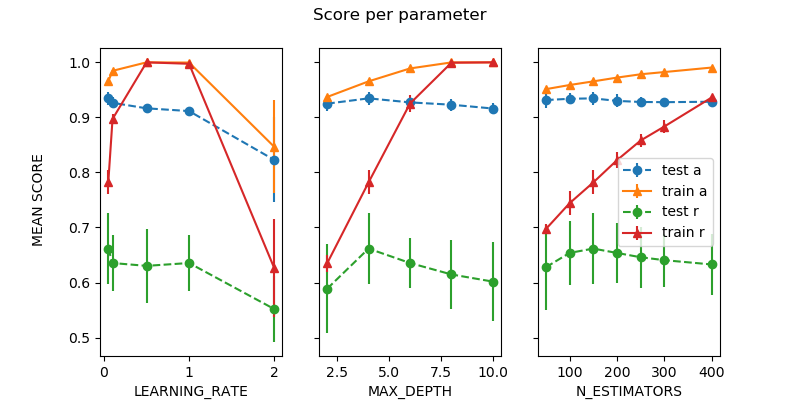 Score per parameter
MEAN SCORE
1.0
0.9
0.8
0.7
0.6
0.5
0 1 2
LEARNING_RATE
2.5 5.0 7.5 10.0
MAX_DEPTH
100 200 300 400
N_ESTIMATORS
test a
train a
test r
train r